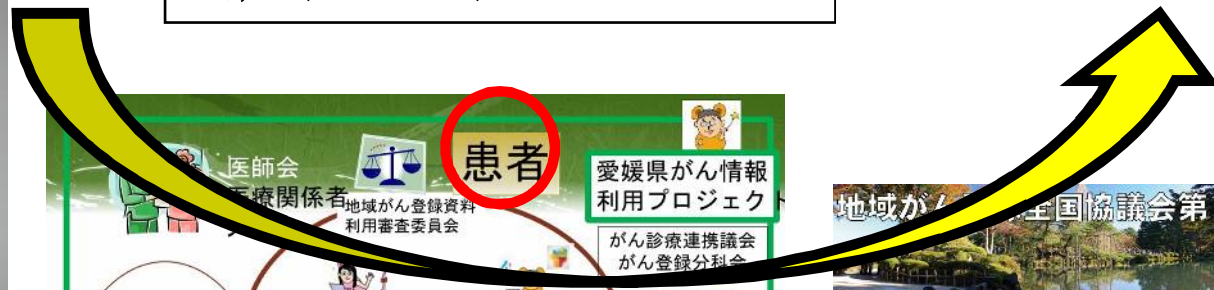 医師会
医療関係者
地域がん登録資料
利用審査委員会
患者
愛媛県がん情報
利用プロジェクト
がん診療連携議会
がん登録分科会
地域が
全国協議会第